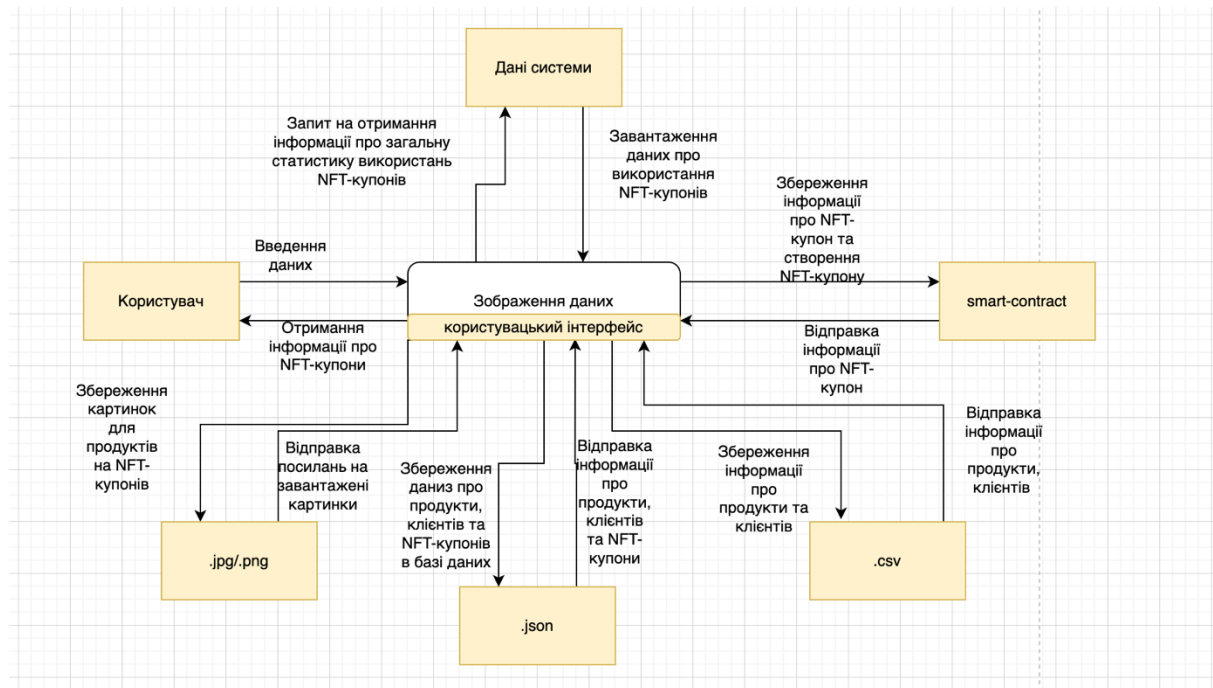 Дані системи
Запит на отримання
інформації про загальну
статистику використань
NFT-купонів
Завантаження
даних про
використання
NFT-купонів
Збереження
інформації
про NFT-
купон та
створення
NFT-купону
Введення
даних
Користувач
Зображення даних
користувацький інтерфейс
smart-contract
Отримання
інформації про
NFT-купони
Відправка
інформації
про NFT-
купон
Збереження
картинок
для
продуктів
на NFT-
купонів
Відправка
посилань на
завантажені
картинки
Збереження
даниз про
продукти,
клієнтів та
NFT-купонів
в базі даних
Відправка
інформації
про
продукти,
клієнтів
та NFT-
купони
Збереження
інформації
про
продукти та
клієнтів
Відправка
інформації
про
продукти,
клієнтів
.jpg/.png
.json
.csv